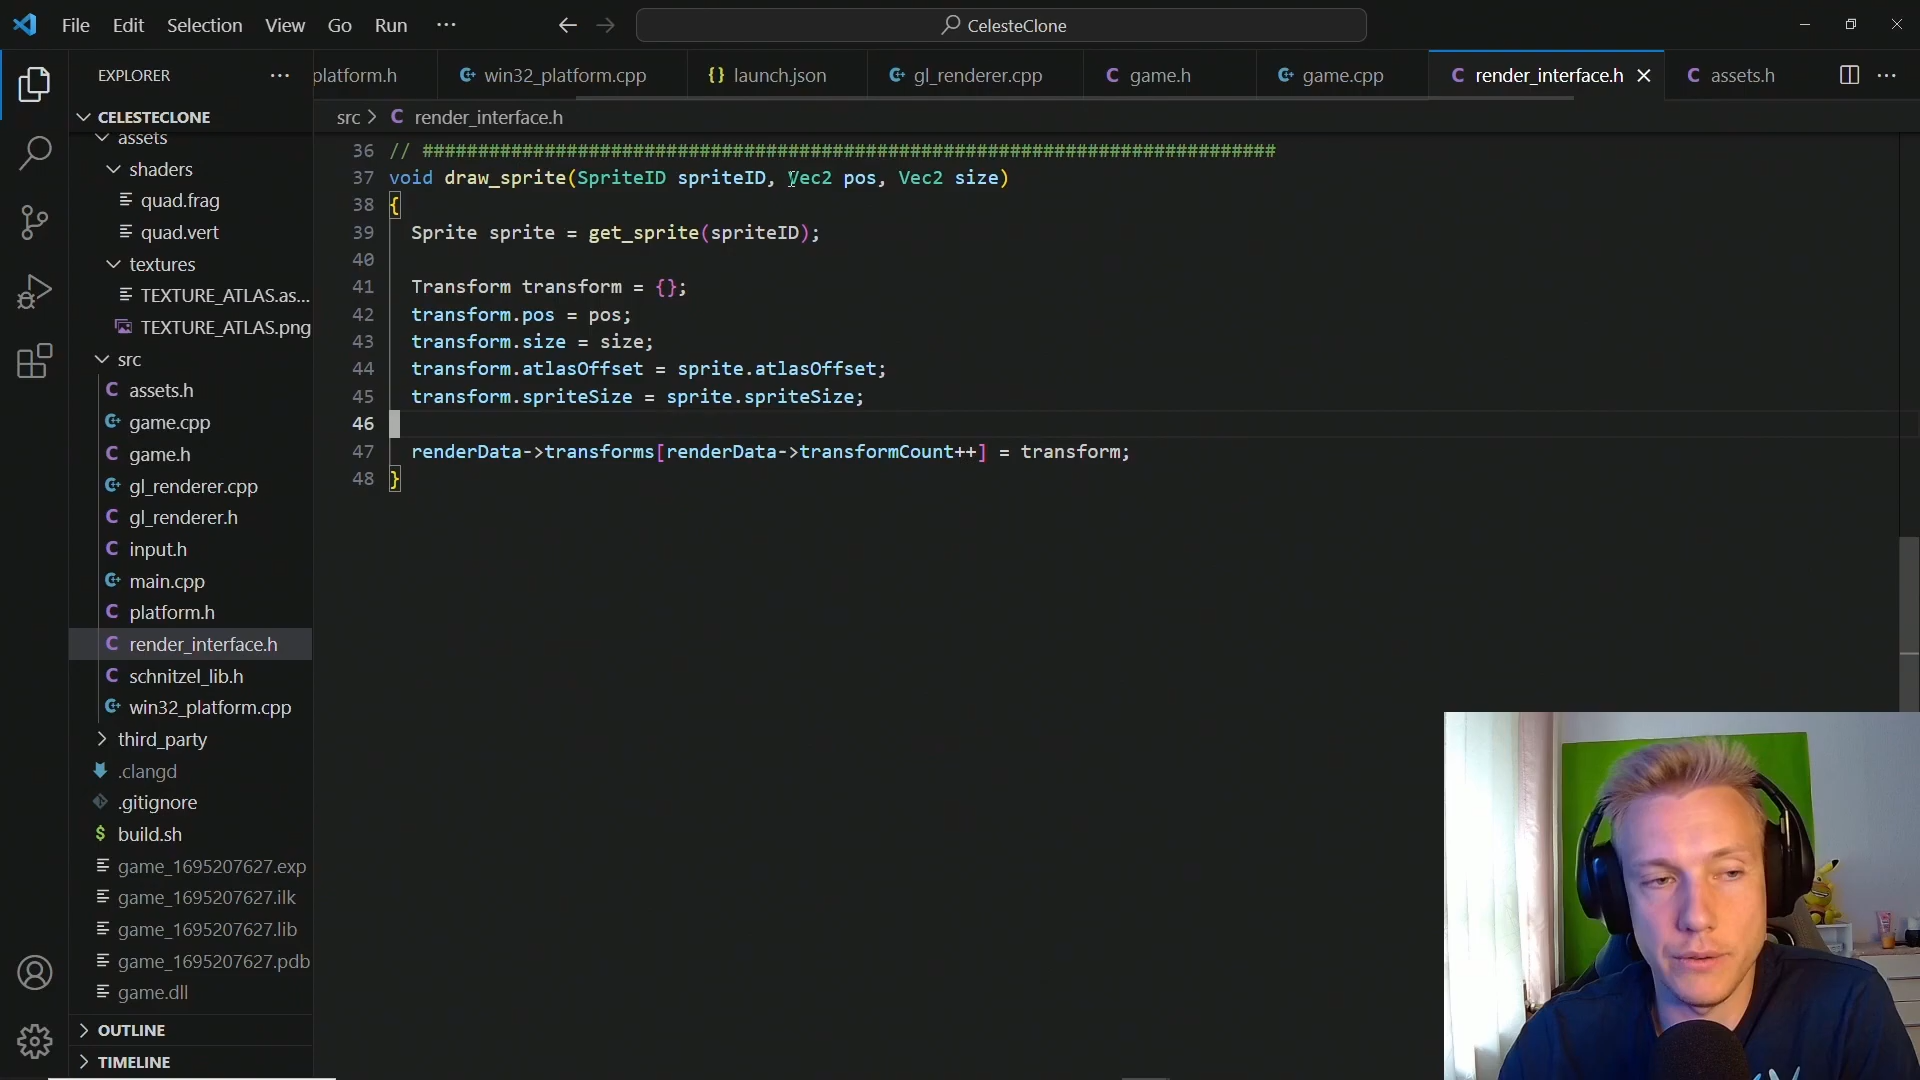 File Edit Selection View Go Run ···
CelesteClone
EXPLORER ···
platform.h win32_platform.cpp {} launch.json gl_renderer.cpp game.h game.cpp render_interface.h assets.h
src > C render_interface.h
CELESTECLONE
assets
shaders
quad.frag
quad.vert
textures
TEXTURE_ATLAS.as...
TEXTURE_ATLAS.png
src
assets.h
game.cpp
game.h
gl_renderer.cpp
gl_renderer.h
input.h
main.cpp
platform.h
render_interface.h
schnitzel_lib.h
win32_platform.cpp
third_party
.clangd
.gitignore
build.sh
game_1695207627.exp
game_1695207627.ilk
game_1695207627.lib
game_1695207627.pdb
game.dll
OUTLINE
TIMELINE
36 // #############################################################################
37 void draw_sprite(SpriteID spriteID, Vec2 pos, Vec2 size)
38 {
39 Sprite sprite = get_sprite(spriteID);
40
41 Transform transform = {};
42 transform.pos = pos;
43 transform.size = size;
44 transform.atlasOffset = sprite.atlasOffset;
45 transform.spriteSize = sprite.spriteSize;
46
47 renderData->transforms[renderData->transformCount++] = transform;
48 }